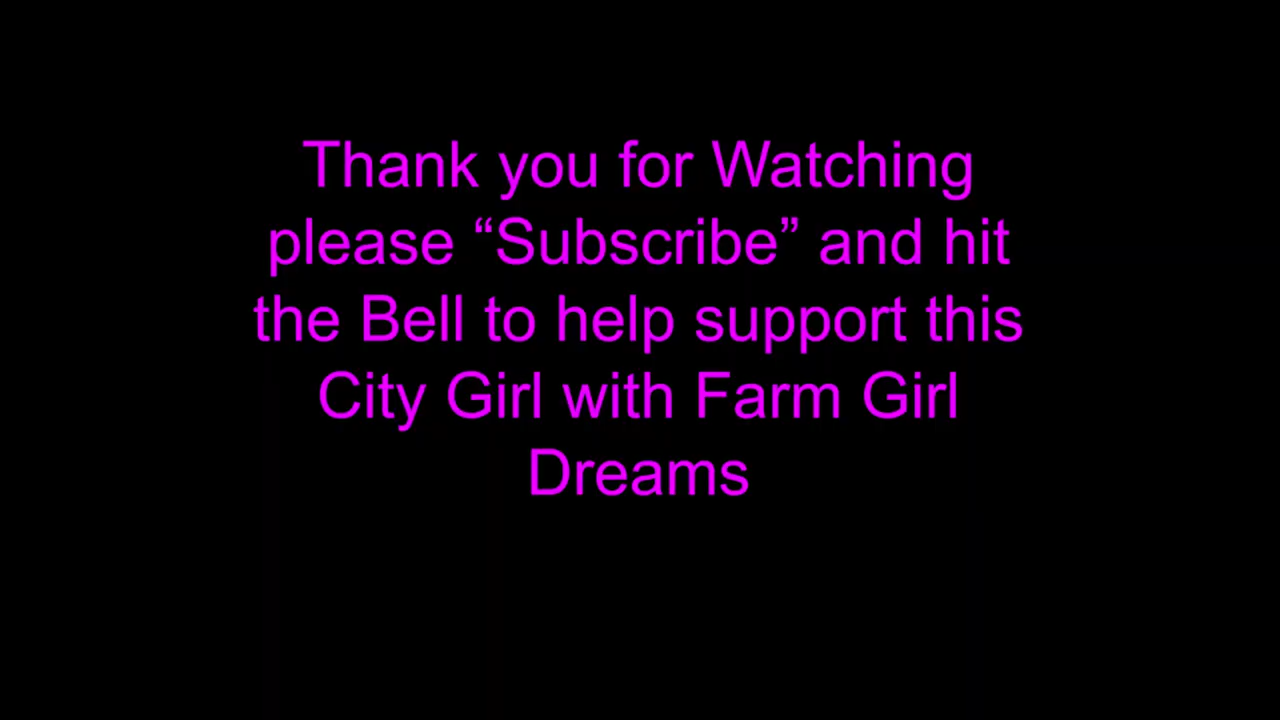 Thank you for Watching
please “Subscribe” and hit
the Bell to help support this
City Girl with Farm Girl
Dreams